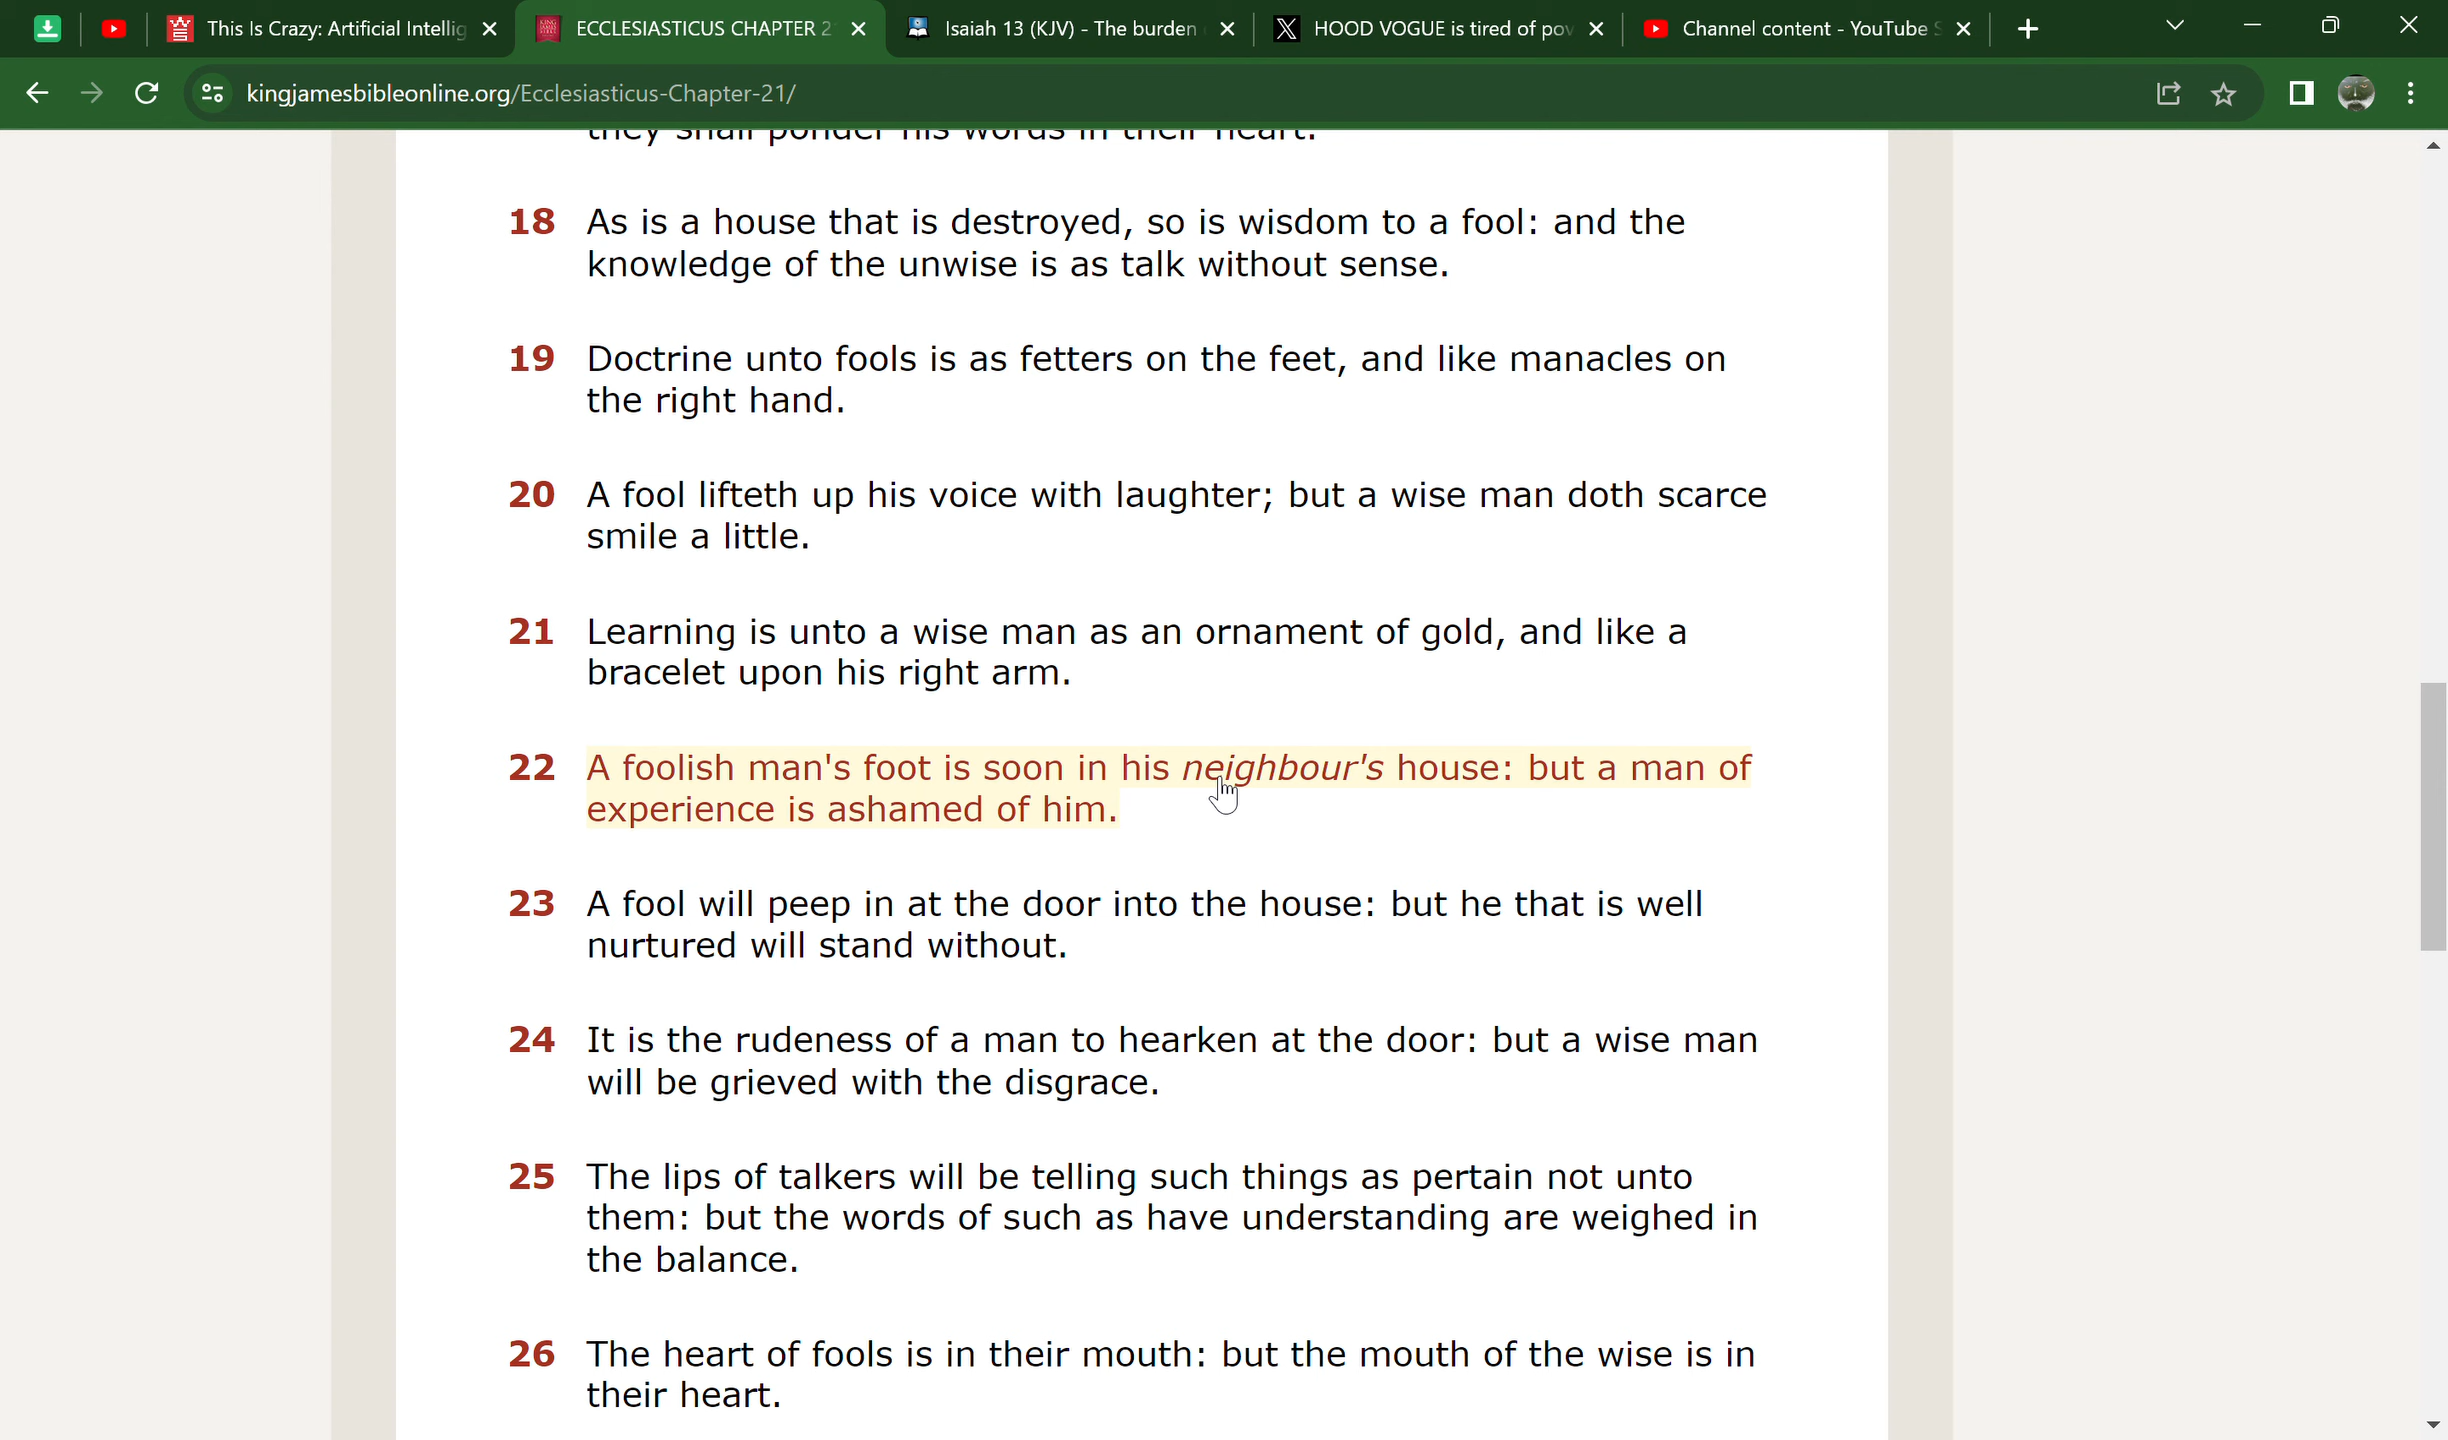 This Is Crazy: Artificial Intellig
ECCLESIASTICUS CHAPTER 2
Isaiah 13 (KJV) - The burden
HOOD VOGUE is tired of pov
Channel content - YouTube S
kingjamesbibleonline.org/Ecclesiasticus-Chapter-21/
they shall ponder his words in their heart.
18 As is a house that is destroyed, so is wisdom to a fool: and the
knowledge of the unwise is as talk without sense.
19 Doctrine unto fools is as fetters on the feet, and like manacles on
the right hand.
20 A fool lifteth up his voice with laughter; but a wise man doth scarce
smile a little.
21 Learning is unto a wise man as an ornament of gold, and like a
bracelet upon his right arm.
22 A foolish man's foot is soon in his neighbour's house: but a man of
experience is ashamed of him.
23 A fool will peep in at the door into the house: but he that is well
nurtured will stand without.
24 It is the rudeness of a man to hearken at the door: but a wise man
will be grieved with the disgrace.
25 The lips of talkers will be telling such things as pertain not unto
them: but the words of such as have understanding are weighed in
the balance.
26 The heart of fools is in their mouth: but the mouth of the wise is in
their heart.